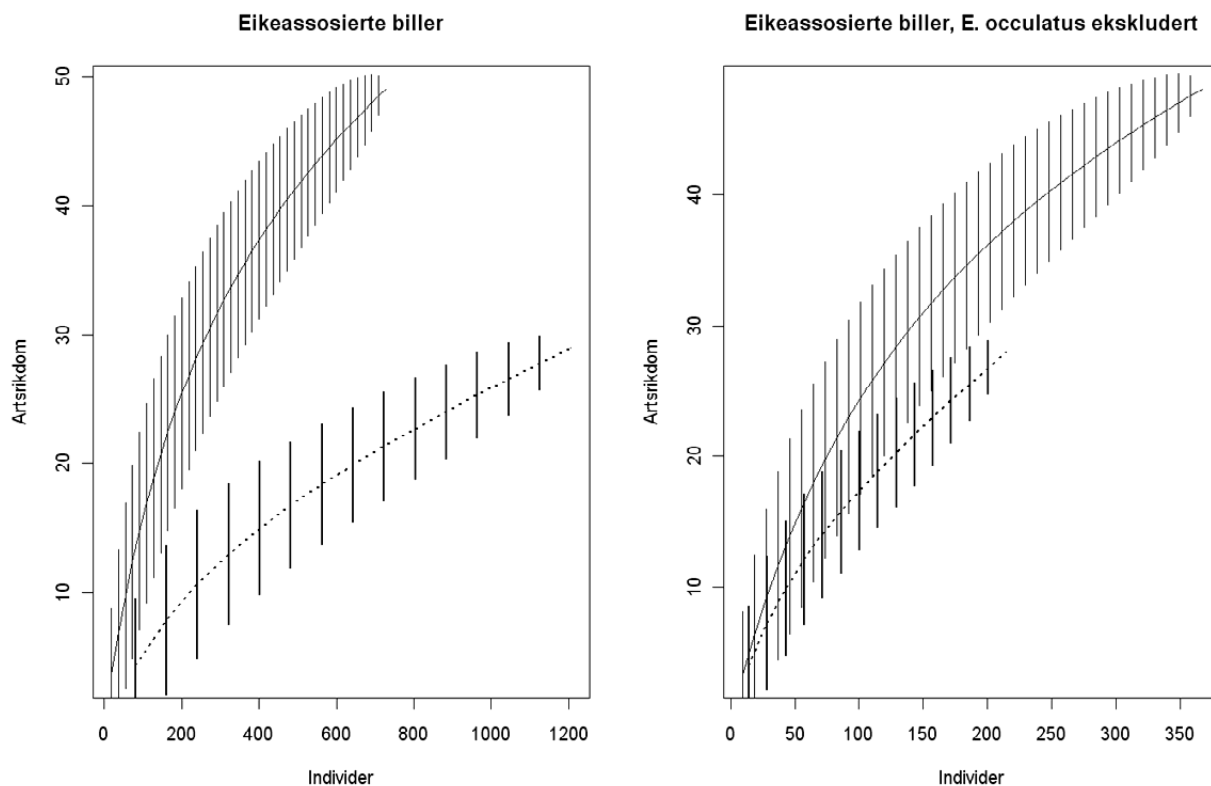 Eikeassosierte biller
Artsrikdom
50
40
30
20
10
0 200 400 600 800 1000 1200
Individer
Eikeassosierte biller, E. occulatus ekskludert
Artsrikdom
40
30
20
10
0 50 100 150 200 250 300 350
Individer